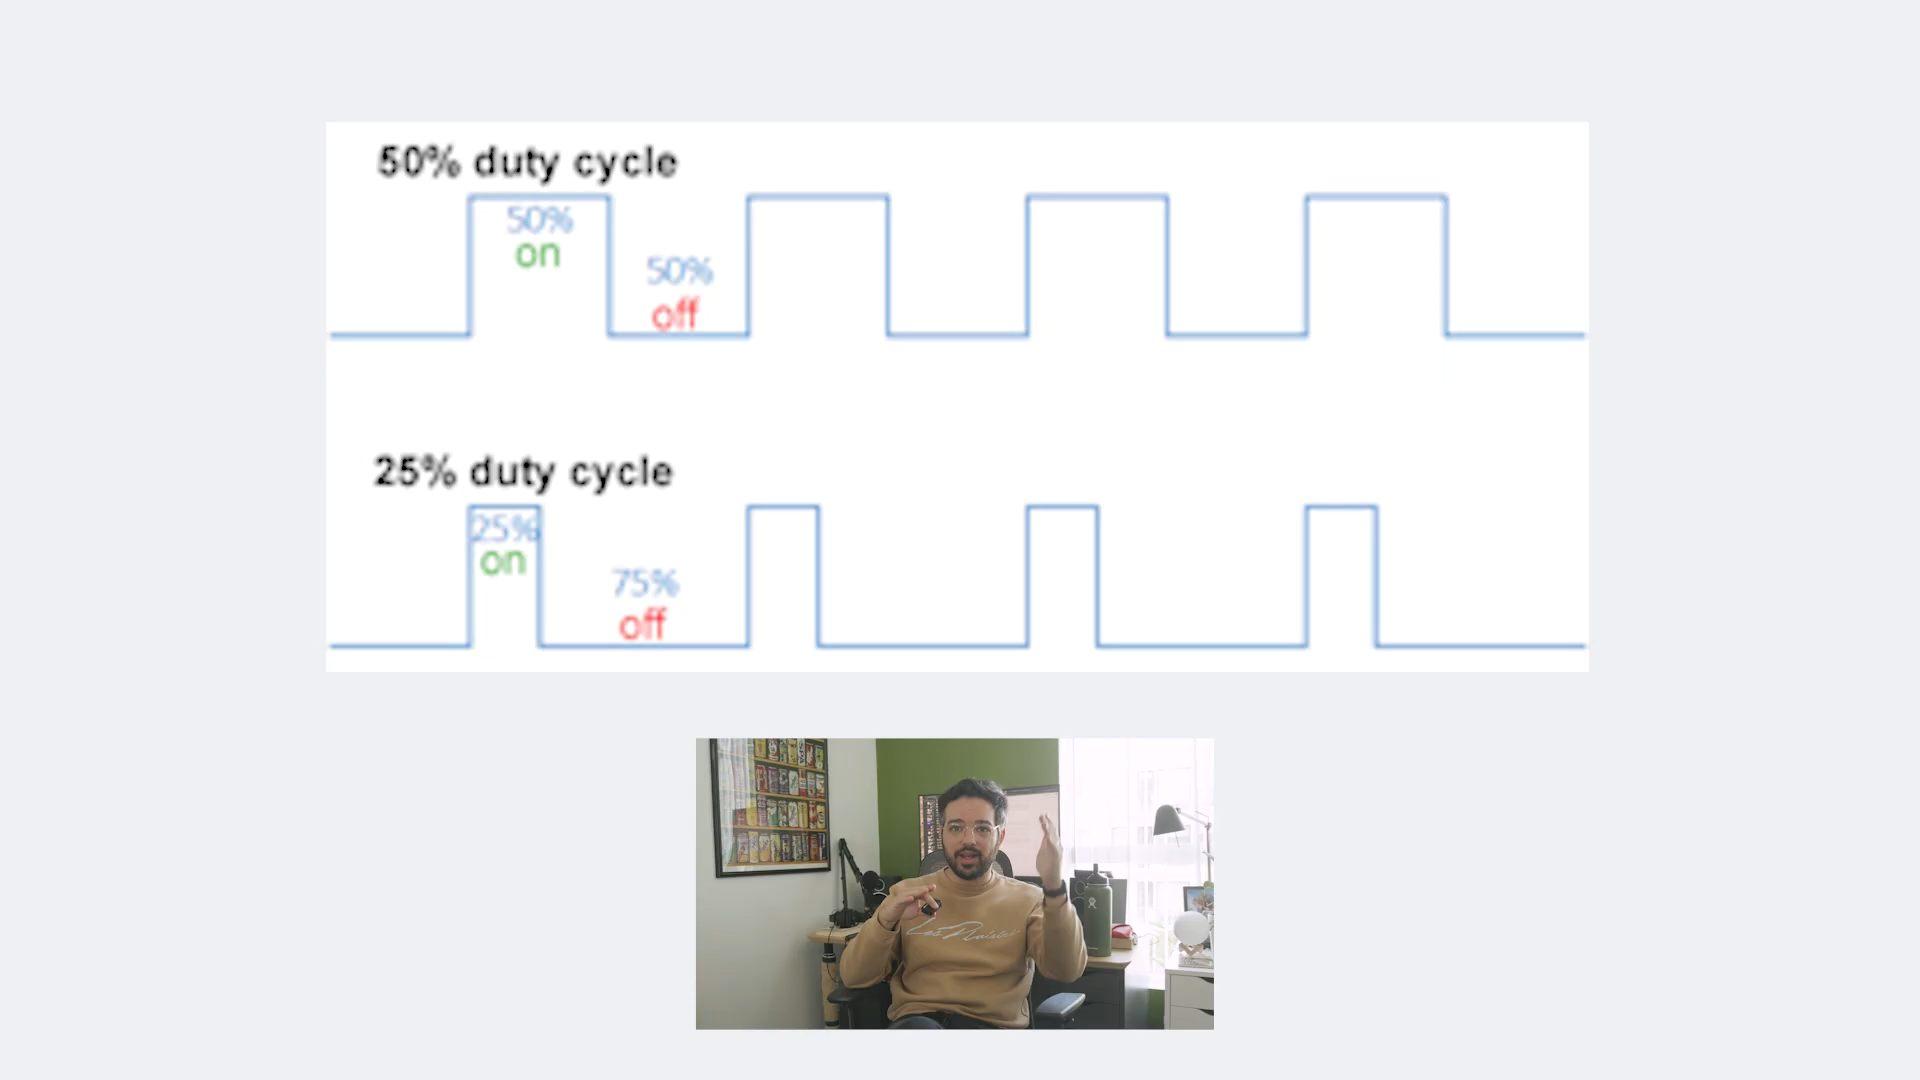 50% duty cycle
50%
on
50%
off
25% duty cycle
25%
on
75%
off